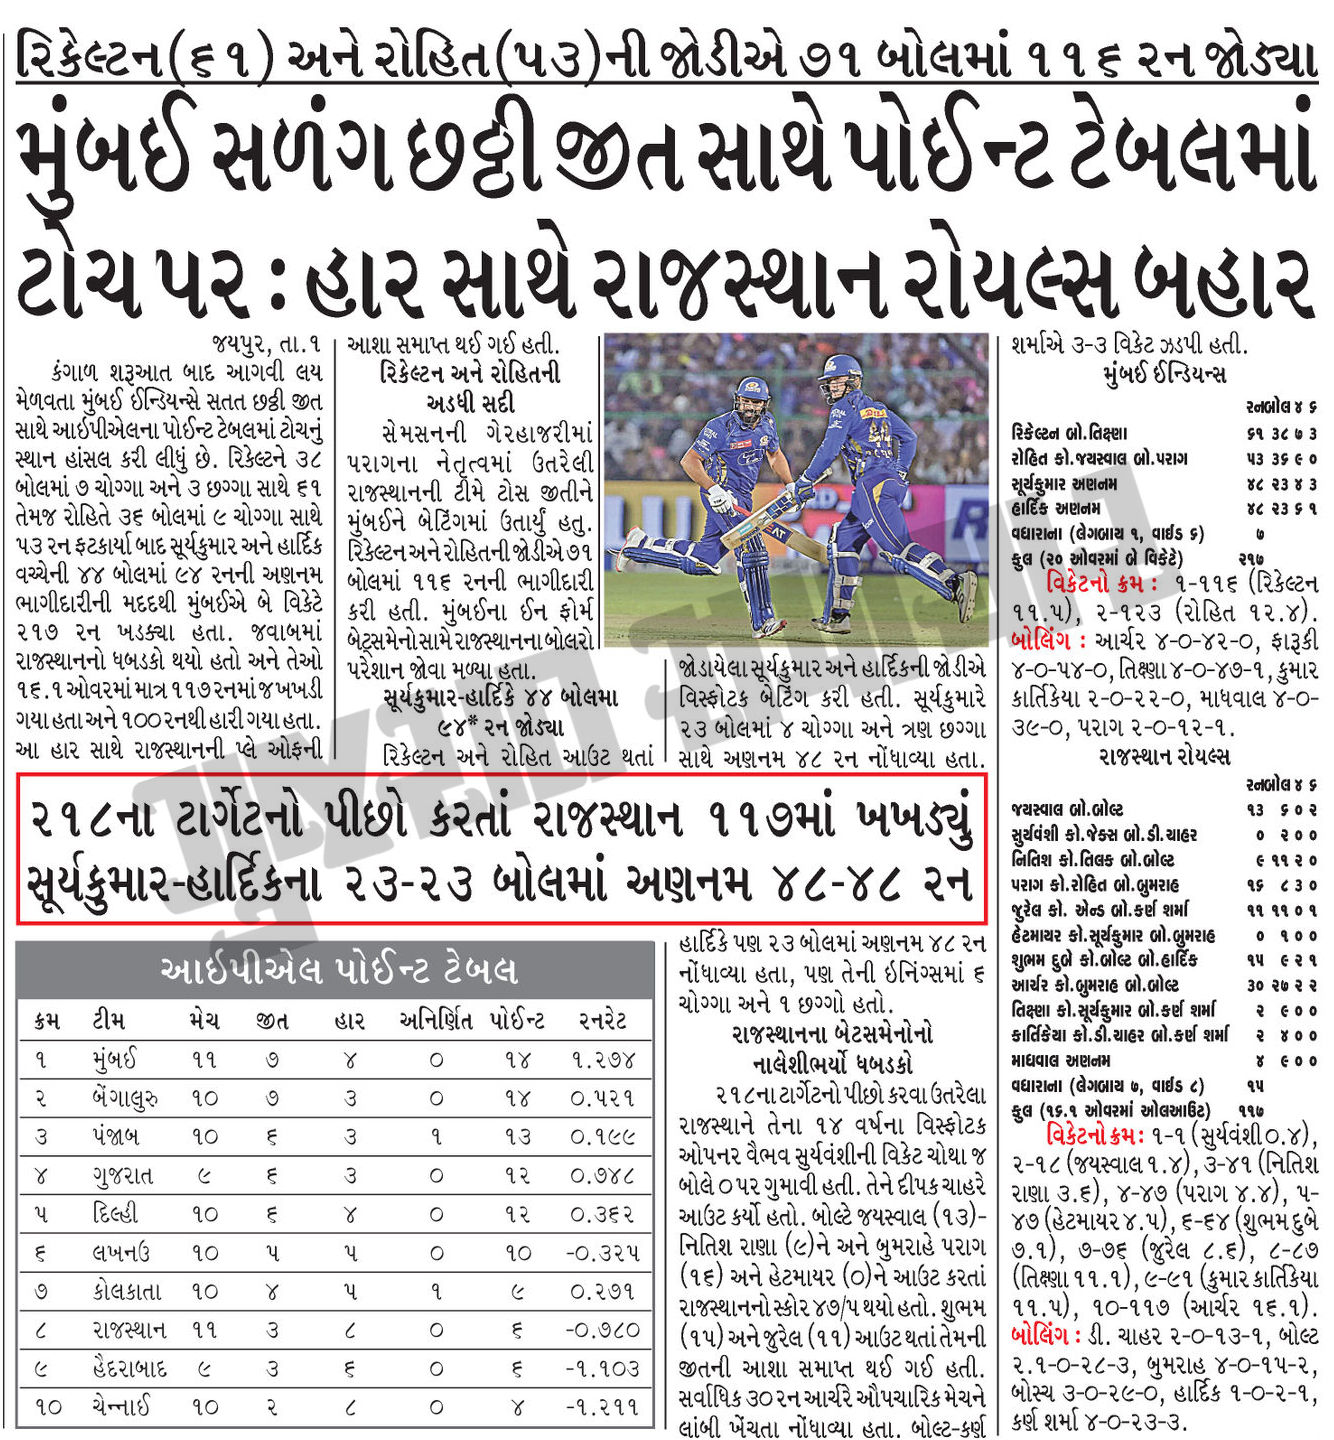 રિકેલ્ટન(૬૧) અને રોહિત(૫૩)ની જોડીએ ૭૧ બોલમાં ૧૧૬ રન જોડ્યા
મુંબઈ સળંગ છઠ્ઠી જીત સાથે પોઈન્ટ ટેબલમાં
ટોચ પર : હાર સાથે રાજસ્થાન રોયલ્સ બહાર
જયપુર, તા.૧
કંગાળ શરૂઆત બાદ આગવી લય
મેળવતા મુંબઈ ઈન્ડિયન્સે સતત છઠ્ઠી જીત
સાથે આઈપીએલના પોઈન્ટ ટેબલમાં ટોચનું
સ્થાન હાંસલ કરી લીધું છે. રિકેલ્ટને ૩૮
બોલમાં ૭ ચોગ્ગા અને ૩ છગ્ગા સાથે ૬૧
તેમજ રોહિતે ૩૬ બોલમાં ૯ ચોગ્ગા સાથે
૫૩ રન ફટકાર્યા બાદ સૂર્યકુમાર અને હાર્દિક
વચ્ચેની ૪૪ બોલમાં ૯૪ રનની અણનમ
ભાગીદારીની મદદથી મુંબઈએ બે વિકેટે
૨૧૭ રન ખડક્યા હતા. જવાબમાં
રાજસ્થાનનો ધબડકો થયો હતો અને તેઓ
૧૬.૧ ઓવરમાં માત્ર ૧૧૭ રનમાં જ ખખડી
ગયા હતા અને ૧૦૦ રનથી હારી ગયા હતા.
આ હાર સાથે રાજસ્થાનની પ્લે ઓફની
આશા સમાપ્ત થઈ ગઈ હતી.
રિકેલ્ટન અને રોહિતની
અડધી સદી
સેમસનની ગેરહાજરીમાં
પરાગના નેતૃત્વમાં ઉતરેલી
રાજસ્થાનની ટીમે ટોસ જીતીને
મુંબઈને બેટિંગમાં ઉતાર્યું હતુ.
રિકેલ્ટન અને રોહિતની જોડીએ ૭૧
બોલમાં ૧૧૬ રનની ભાગીદારી
કરી હતી. મુંબઈના ઈન ફોર્મ
બેટ્સમેનો સામે રાજસ્થાનના બોલરો
પરેશાન જોવા મળ્યા હતા.
સૂર્યકુમાર-હાર્દિકે ૪૪ બોલમા
૯૪* રન જોડ્યા
રિકેલ્ટન અને રોહિત આઉટ થતાં
જોડાયેલા સૂર્યકુમાર અને હાર્દિકની જોડીએ
વિસ્ફોટક બેટિંગ કરી હતી. સૂર્યકુમારે
૨૩ બોલમાં ૪ ચોગ્ગા અને ત્રણ છગ્ગા
સાથે અણનમ ૪૮ રન નોંધાવ્યા હતા.
૨૧૮ના ટાર્ગેટનો પીછો કરતાં રાજસ્થાન ૧૧૭માં ખખડ્યું
સૂર્યકુમાર-હાર્દિકના ૨૩-૨૩ બોલમાં અણનમ ૪૮-૪૮ રન
હાર્દિકે પણ ૨૩ બોલમાં અણનમ ૪૮ રન
નોંધાવ્યા હતા, પણ તેની ઇનિંગ્સમાં ૬
ચોગ્ગા અને ૧ છગ્ગો હતો.
રાજસ્થાનના બેટસમેનોનો
નાલેશીભર્યો ધબડકો
૨૧૮ના ટાર્ગેટનો પીછો કરવા ઉતરેલા
રાજસ્થાને તેના ૧૪ વર્ષના વિસ્ફોટક
ઓપનર વૈભવ સુર્યવંશીની વિકેટ ચોથા જ
બોલે ૦ પર ગુમાવી હતી. તેને દીપક ચાહરે
આઉટ કર્યો હતો. બોલ્ટે જયસ્વાલ (૧૩)-
નિતિશ રાણા (૯)ને અને બુમરાહે પરાગ
(૧૬) અને હેટમાયર (૦)ને આઉટ કરતાં
રાજસ્થાનનો સ્કોર ૪૭/૫ થયો હતો. શુભમ
(૧૫) અને જુરેલ (૧૧) આઉટ થતાં તેમની
જીતની આશા સમાપ્ત થઈ ગઈ હતી.
સર્વાધિક ૩૦ રન આર્ચરે ઔપચારિક મેચને
લાંબી ખેંચતા નોંધાવ્યા હતા. બોલ્ટ-કર્ણ
શર્માએ ૩-૩ વિકેટ ઝડપી હતી.
મુંબઈ ઈન્ડિયન્સ
રન બોલ ૪ ૬
રિકેલ્ટન બો.તિક્ષ્ણા ૬૧ ૩૮ ૭ ૩
રોહિત કો.જયસ્વાલ બો.પરાગ ૫૩ ૩૬ ૯ ૦
સૂર્યકુમાર અણનમ ૪૮ ૨૩ ૪ ૩
હાર્દિક અણનમ ૪૮ ૨૩ ૬ ૧
વધારાના (લેગબાય ૧, વાઈડ ૬) ૭
કુલ (૨૦ ઓવરમાં બે વિકેટે) ૨૧૭
વિકેટનો ક્રમ : ૧-૧૧૬ (રિકેલ્ટન
૧૧.૫), ૨-૧૨૩ (રોહિત ૧૨.૪).
બોલિંગ : આર્ચર ૪-૦-૪૨-૦, ફારૂકી
૪-૦-૫૪-૦, તિક્ષ્ણા ૪-૦-૪૭-૧, કુમાર
કાર્તિકેયા ૨-૦-૨૨-૦, માધવાલ ૪-૦-
૩૯-૦, પરાગ ૨-૦-૧૨-૧.
રાજસ્થાન રોયલ્સ
રન બોલ ૪ ૬
જયસ્વાલ બો.બોલ્ટ ૧૩ ૬ ૦ ૨
સુર્યવંશી કો.જેક્સ બો.ડી.ચાહર ૦ ૨ ૦ ૦
નિતિશ કો.તિલક બો.બોલ્ટ ૯ ૧૧ ૨ ૦
પરાગ કો.રોહિત બો.બુમરાહ ૧૬ ૮ ૩ ૦
જુરેલ કો. એન્ડ બો.કર્ણ શર્મા ૧૧ ૧૧ ૦ ૧
હેટમાયર કો.સૂર્યકુમાર બો.બુમરાહ ૦ ૧ ૦ ૦
શુભમ દુબે કો.બોલ્ટ બો.હાર્દિક ૧૫ ૯ ૨ ૧
આર્ચર કો.બુમરાહ બો.બોલ્ટ ૩૦ ૨૭ ૨ ૨
તિક્ષ્ણા કો.સૂર્યકુમાર બો.કર્ણ શર્મા ૨ ૯ ૦ ૦
કાર્તિકેયા કો.ડી.ચાહર બો.કર્ણ શર્મા ૨ ૪ ૦ ૦
માધવાલ અણનમ ૪ ૯ ૦ ૦
વધારાના (લેગબાય ૭, વાઈડ ૮) ૧૫
કુલ (૧૬.૧ ઓવરમાં ઓલઆઉટ) ૧૧૭
વિકેટનો ક્રમ: ૧-૧ (સુર્યવંશી ૦.૪),
૨-૧૮ (જયસ્વાલ ૧.૪), ૩-૪૧ (નિતિશ
રાણા ૩.૬), ૪-૪૭ (પરાગ ૪.૪), ૫-
૪૭ (હેટમાયર ૪.૫), ૬-૬૪ (શુભમ દુબે
૭.૧), ૭-૭૬ (જુરેલ ૮.૬), ૮-૮૭
(તિક્ષ્ણા ૧૧.૧), ૯-૯૧ (કુમાર કાર્તિકેયા
૧૧.૫), ૧૦-૧૧૭ (આર્ચર ૧૬.૧).
બોલિંગ : ડી. ચાહર ૨-૦-૧૩-૧, બોલ્ટ
૨.૧-૦-૨૮-૩, બુમરાહ ૪-૦-૧૫-૨,
બોસ્ચ ૩-૦-૨૯-૦, હાર્દિક ૧-૦-૨-૧,
કર્ણ શર્મા ૪-૦-૨૩-૩.
આઈપીએલ પોઈન્ટ ટેબલ
ક્રમ ટીમ મેચ જીત હાર અનિર્ણિત પોઈન્ટ રનરેટ
૧ મુંબઈ ૧૧ ૭ ૪ ૦ ૧૪ ૧.૨૭૪
૨ બેંગાલુરુ ૧૦ ૭ ૩ ૦ ૧૪ ૦.૫૨૧
૩ પંજાબ ૧૦ ૬ ૩ ૧ ૧૩ ૦.૧૯૯
૪ ગુજરાત ૯ ૬ ૩ ૦ ૧૨ ૦.૭૪૮
૫ દિલ્હી ૧૦ ૬ ૪ ૦ ૧૨ ૦.૩૬૨
૬ લખનઉ ૧૦ ૫ ૫ ૦ ૧૦ -૦.૩૨૫
૭ કોલકાતા ૧૦ ૪ ૫ ૧ ૯ ૦.૨૭૧
૮ રાજસ્થાન ૧૧ ૩ ૮ ૦ ૬ -૦.૭૮૦
૯ હૈદરાબાદ ૯ ૩ ૬ ૦ ૬ -૧.૧૦૩
૧૦ ચેન્નાઈ ૧૦ ૨ ૮ ૦ ૪ -૧.૨૧૧
ગુજરાત સમાચાર